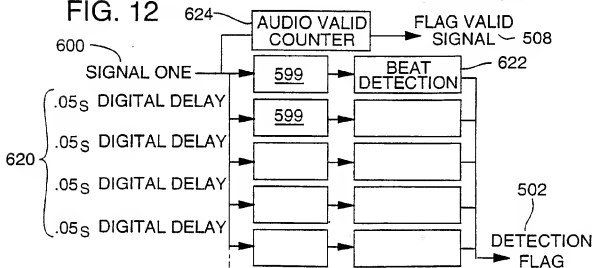 FIG. 12
624
AUDIO VALID
COUNTER
FLAG VALID
SIGNAL 508
600
SIGNAL ONE
599
BEAT
DETECTION
622
.05S DIGITAL DELAY
599
.05S DIGITAL DELAY
620
.05S DIGITAL DELAY
.05S DIGITAL DELAY
502
DETECTION
FLAG